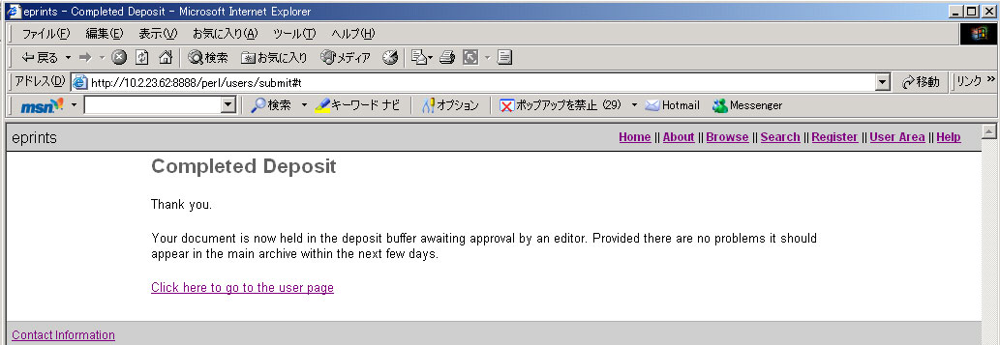 eprints - Completed Deposit - Microsoft Internet Explorer
ファイル(F) 編集(E) 表示(V) お気に入り(A) ツール(T) ヘルプ(H)
戻る 検索 お気に入り メディア
アドレス(D) http://10.2.23.62:8888/perl/users/submit#t 移動 リンク »
msn 検索 キーワード ナビ オプション ポップアップを禁止 (29) Hotmail Messenger
eprints Home || About || Browse || Search || Register || User Area || Help
Completed Deposit
Thank you.
Your document is now held in the deposit buffer awaiting approval by an editor. Provided there are no problems it should
appear in the main archive within the next few days.
Click here to go to the user page
Contact Information